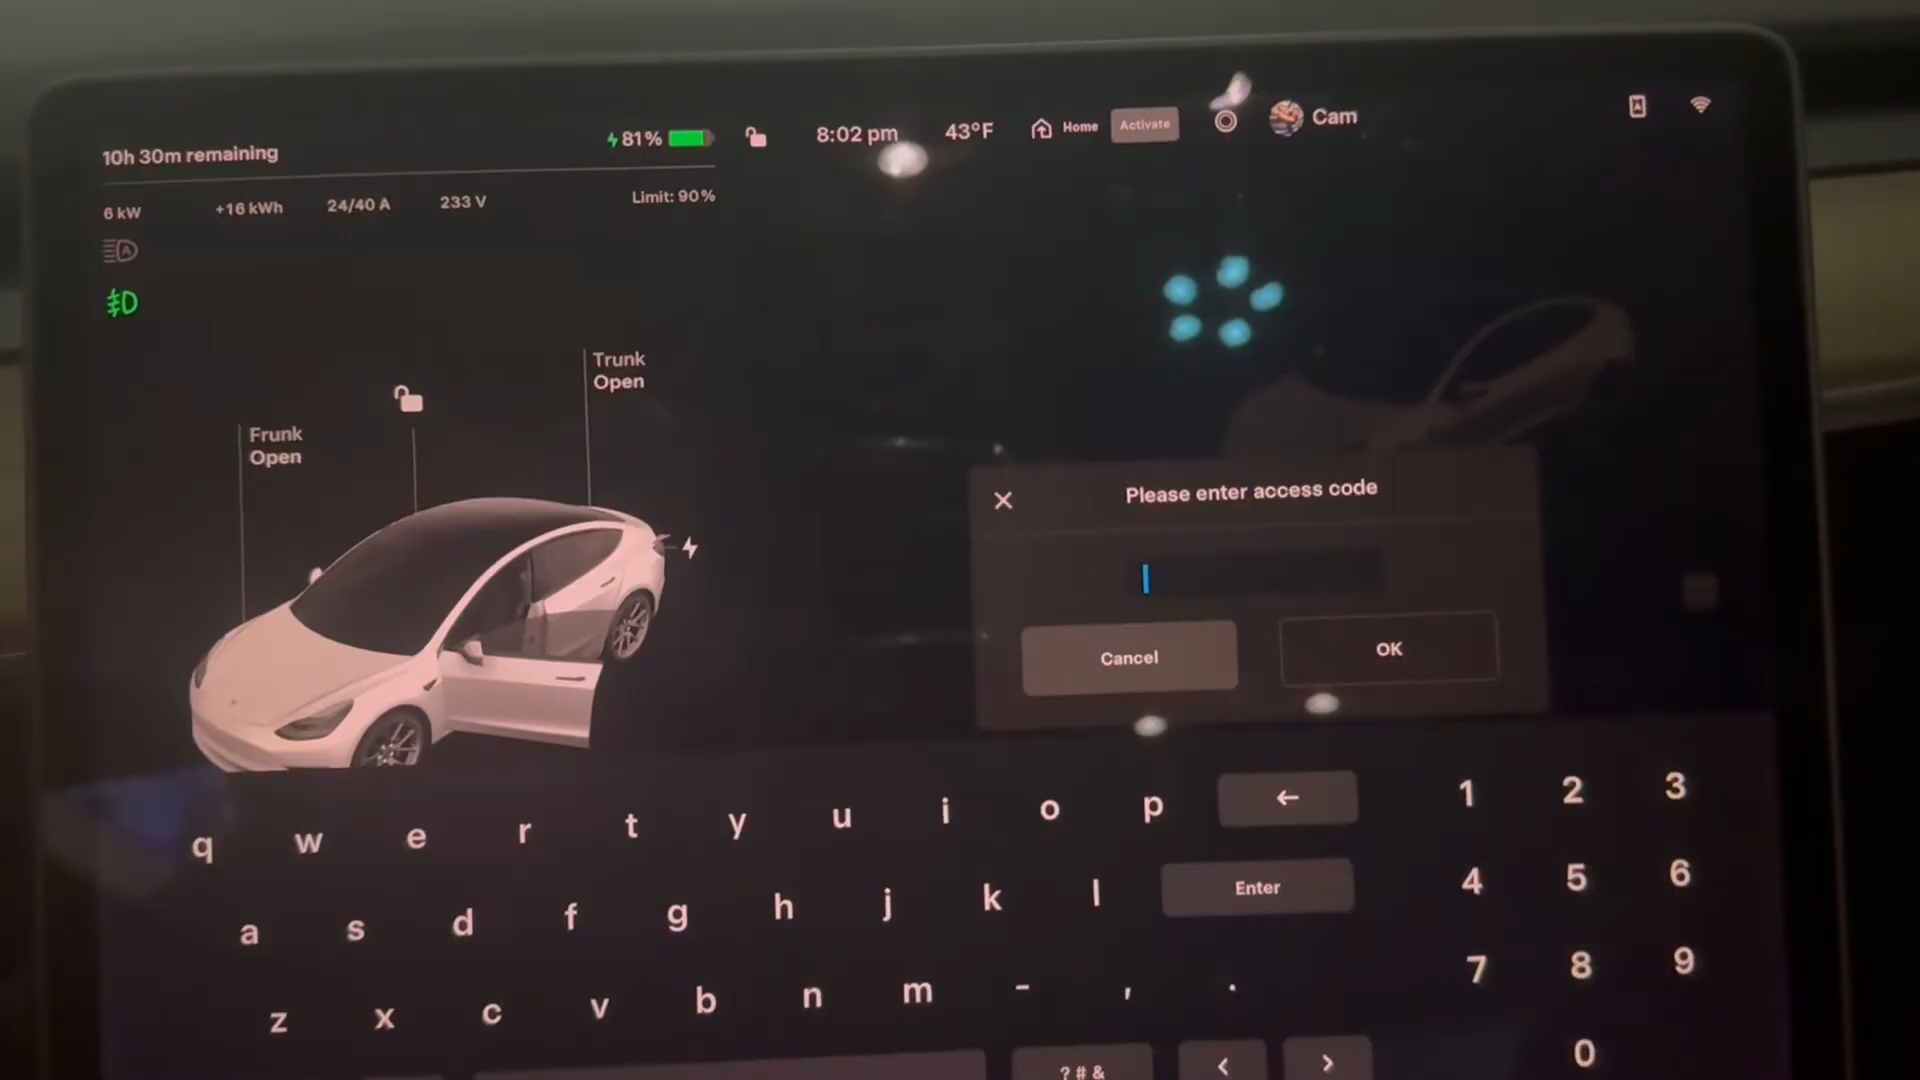 10h 30m remaining
81%
8:02 pm
43°F
Home
Activate
Cam
6 kW
+16 kWh
24/40 A
233 V
Limit: 90%
Trunk
Open
Frunk
Open
Please enter access code
Cancel
OK
q w e r t y u i o p
1 2 3
a s d f g h j k l
Enter
4 5 6
z x c v b n m - , .
7 8 9
? # &
< >
0